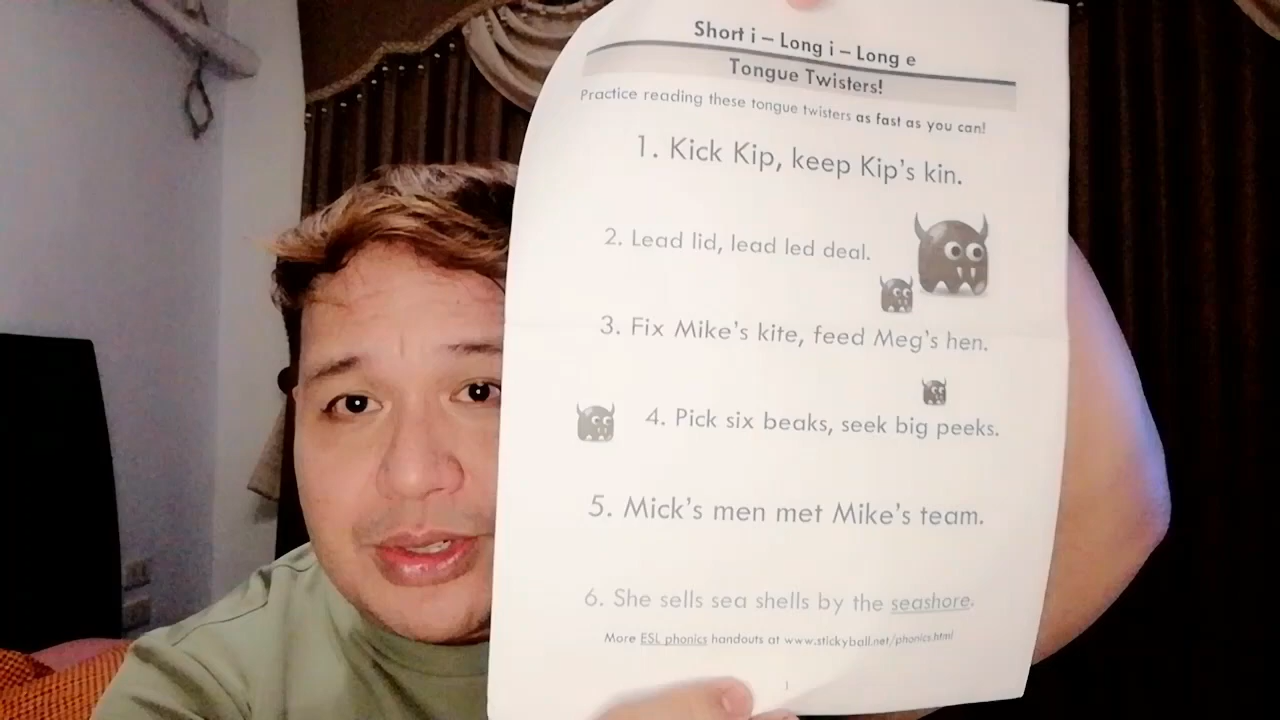 Short i – Long i – Long e
Tongue Twisters!
Practice reading these tongue twisters as fast as you can!
1. Kick Kip, keep Kip's kin.
2. Lead lid, lead led deal.
3. Fix Mike's kite, feed Meg's hen.
4. Pick six beaks, seek big peeks.
5. Mick's men met Mike's team.
6. She sells sea shells by the seashore.
More ESL phonics handouts at www.stickyball.net/phonics.html
1